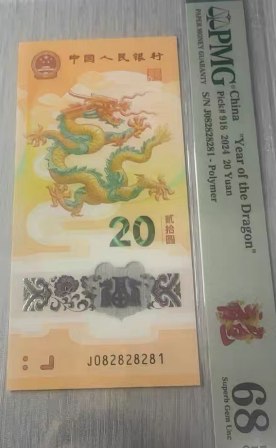 中国人民银行
20
贰拾圆
J082828281
PMG
PAPER MONEY GUARANTY
China
Pick# 918 2024 20 Yuan
S/N J082828281 - Polymer
"Year of the Dragon"
68
Superb Gem Unc